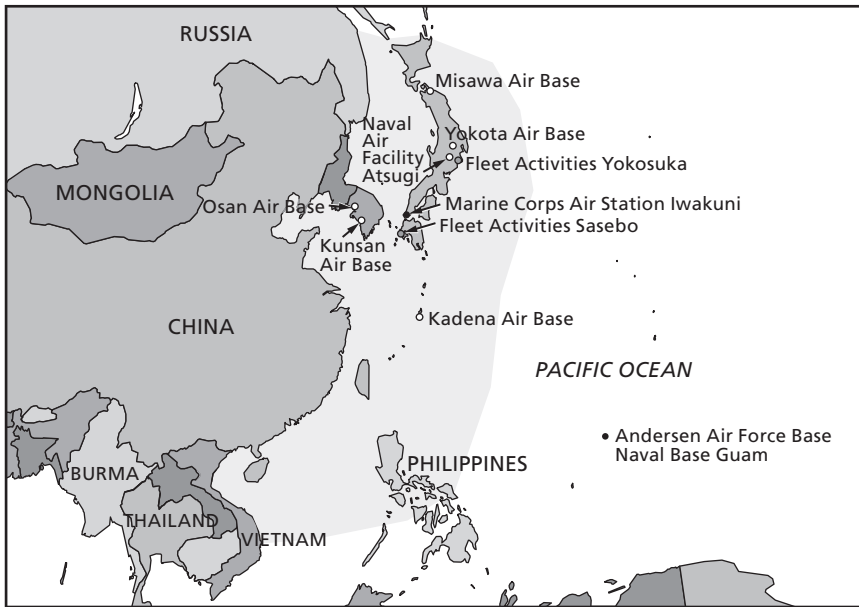 RUSSIA
Misawa Air Base
Naval
Air
Facility
Atsugi
Yokota Air Base
Fleet Activities Yokosuka
MONGOLIA
Osan Air Base
Marine Corps Air Station Iwakuni
Fleet Activities Sasebo
Kunsan
Air Base
CHINA
Kadena Air Base
PACIFIC OCEAN
Andersen Air Force Base
Naval Base Guam
PHILIPPINES
BURMA
THAILAND
VIETNAM